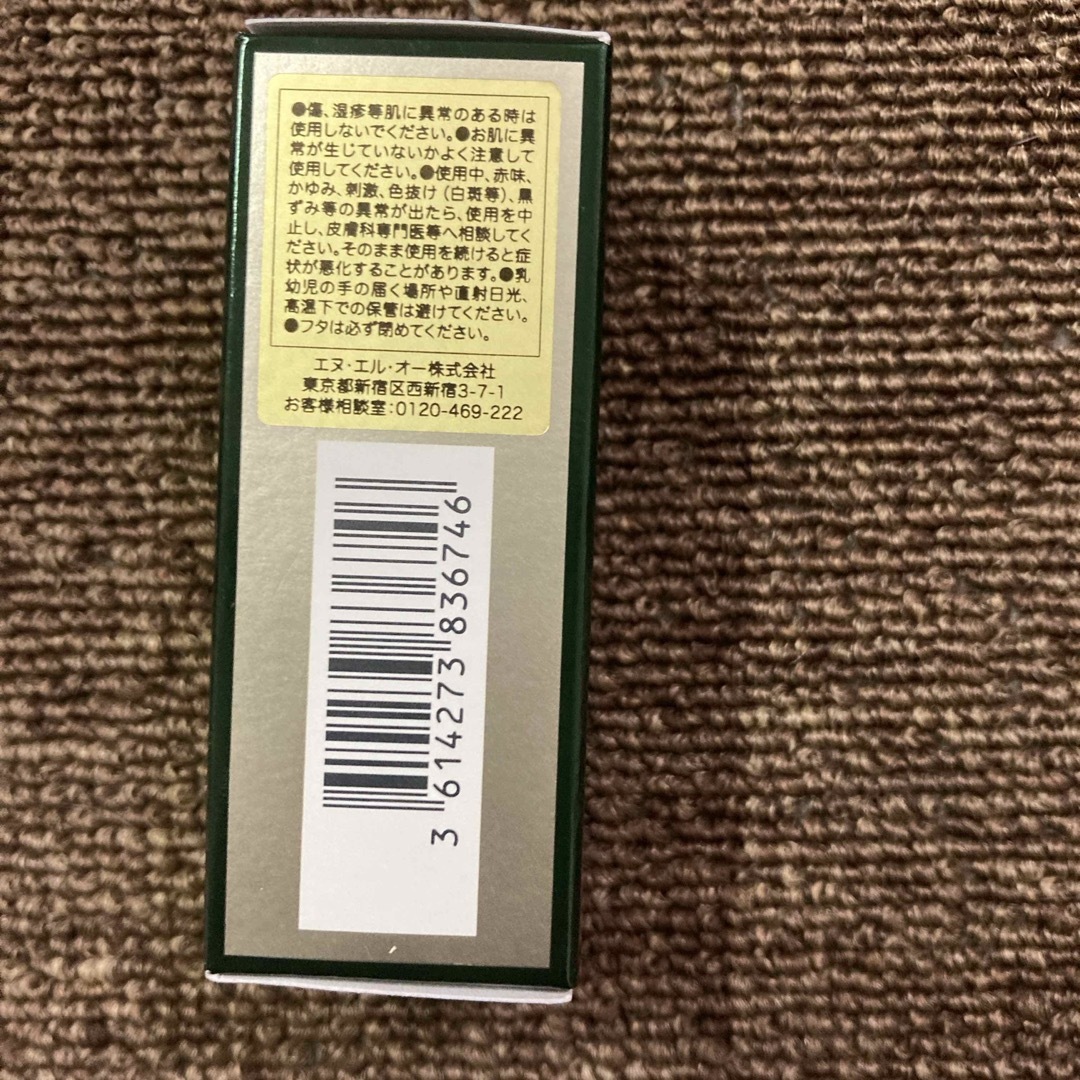 ●傷、湿疹等肌に異常のある時は
使用しないでください。●お肌に異
常が生じていないかよく注意して
使用してください。●使用中、赤味、
かゆみ、刺激、色抜け（白斑等）、黒
ずみ等の異常が出たら、使用を中
止し、皮膚科専門医等へ相談してく
ださい。そのまま使用を続けると症
状が悪化することがあります。●乳
幼児の手の届く場所や直射日光、
高温下での保管は避けてください。
●フタは必ず閉めてください。
エヌ・エル・オー株式会社
東京都新宿区西新宿3-7-1
お客様相談室：0120-469-222
3 614273 836746